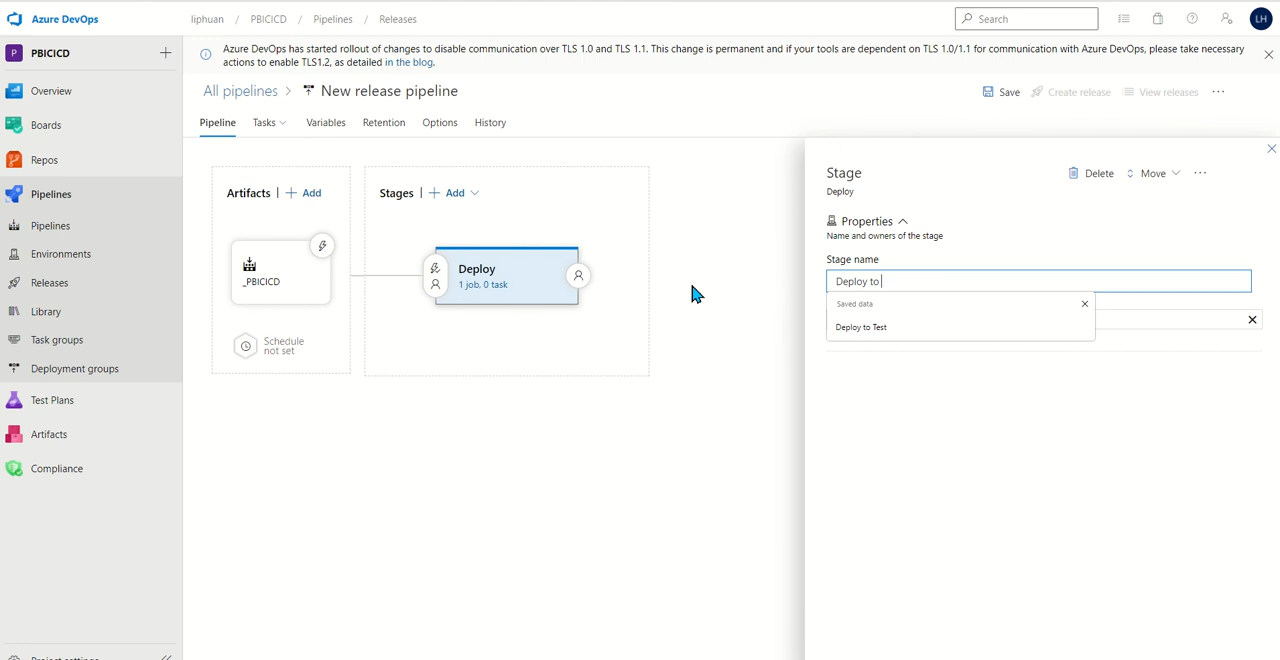 Azure DevOps
liphuan / PBICICD / Pipelines / Releases
Search
LH
P PBICICD
Azure DevOps has started rollout of changes to disable communication over TLS 1.0 and TLS 1.1. This change is permanent and if your tools are dependent on TLS 1.0/1.1 for communication with Azure DevOps, please take necessary
actions to enable TLS1.2, as detailed in the blog.
Overview
Boards
Repos
Pipelines
Pipelines
Environments
Releases
Library
Task groups
Deployment groups
Test Plans
Artifacts
Compliance
Project settings
All pipelines > New release pipeline
Save Create release View releases ...
Pipeline Tasks Variables Retention Options History
Artifacts | + Add
Stages | + Add
_PBICICD
Schedule
not set
Deploy
1 job, 0 task
Stage
Deploy
Delete Move ...
Properties
Name and owners of the stage
Stage name
Deploy to
Saved data
Deploy to Test